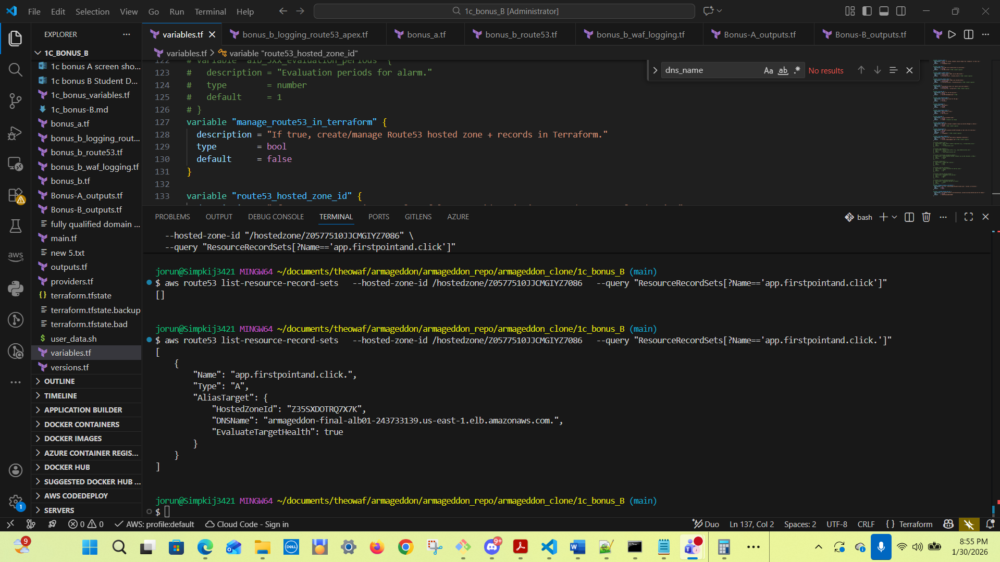 File Edit Selection View Go Run Terminal Help
1c_bonus_B [Administrator]
EXPLORER
variables.tf
bonus_b_logging_route53_apex.tf
bonus_a.tf
bonus_b_route53.tf
bonus_b_waf_logging.tf
Bonus-A_outputs.tf
Bonus-B_outputs.tf
variables.tf > variable "route53_hosted_zone_id"
1C_BONUS_B
1c bonus A screen sho...
1c bonus B Student D...
1c_bonus_variables.tf
1c_bonus-B.md
bonus_a.tf
bonus_b_logging_rout...
bonus_b_route53.tf
bonus_b_waf_logging.tf
bonus_b.tf
Bonus-A_outputs.tf
Bonus-B_outputs.tf
fully qualified domain ...
main.tf
new 5.txt
outputs.tf
providers.tf
terraform.tfstate
terraform.tfstate.backup
terraform.tfstate.bad
user_data.sh
variables.tf
versions.tf
OUTLINE
TIMELINE
APPLICATION BUILDER
DOCKER CONTAINERS
DOCKER IMAGES
AZURE CONTAINER REGIS...
DOCKER HUB
SUGGESTED DOCKER HUB ...
AWS CODEDEPLOY
SERVERS
aws
1
dns_name
Aa ab .*
No results
122 # variable "alb_5xx_evaluation_periods" {
123 #   description = "Evaluation periods for alarm."
124 #   type        = number
125 #   default     = 1
126 # }
127 variable "manage_route53_in_terraform" {
128   description = "If true, create/manage Route53 hosted zone + records in Terraform."
129   type        = bool
130   default     = false
131 }
132
133 variable "route53_hosted_zone_id" {
PROBLEMS OUTPUT DEBUG CONSOLE TERMINAL PORTS GITLENS AZURE
bash
--hosted-zone-id "/hostedzone/Z0577510JJCMGIYZ7086" \
--query "ResourceRecordSets[?Name=='app.firstpointand.click']"
jorun@Simpkij3421 MINGW64 ~/documents/theowaf/armageddon/armageddon_repo/armageddon_clone/1c_bonus_B (main)
$ aws route53 list-resource-record-sets   --hosted-zone-id /hostedzone/Z0577510JJCMGIYZ7086   --query "ResourceRecordSets[?Name=='app.firstpointand.click']"
[]
jorun@Simpkij3421 MINGW64 ~/documents/theowaf/armageddon/armageddon_repo/armageddon_clone/1c_bonus_B (main)
$ aws route53 list-resource-record-sets   --hosted-zone-id /hostedzone/Z0577510JJCMGIYZ7086   --query "ResourceRecordSets[?Name=='app.firstpointand.click.']"
[
    {
        "Name": "app.firstpointand.click.",
        "Type": "A",
        "AliasTarget": {
            "HostedZoneId": "Z35SXDOTRQ7X7K",
            "DNSName": "armageddon-final-alb01-243733139.us-east-1.elb.amazonaws.com.",
            "EvaluateTargetHealth": true
        }
    }
]
jorun@Simpkij3421 MINGW64 ~/documents/theowaf/armageddon/armageddon_repo/armageddon_clone/1c_bonus_B (main)
$
0 0 AWS: profile:default Cloud Code - Sign in
Duo Ln 137, Col 2 Spaces: 2 UTF-8 CRLF {} Terraform
9
DELL
9+
8:55 PM
1/30/2026